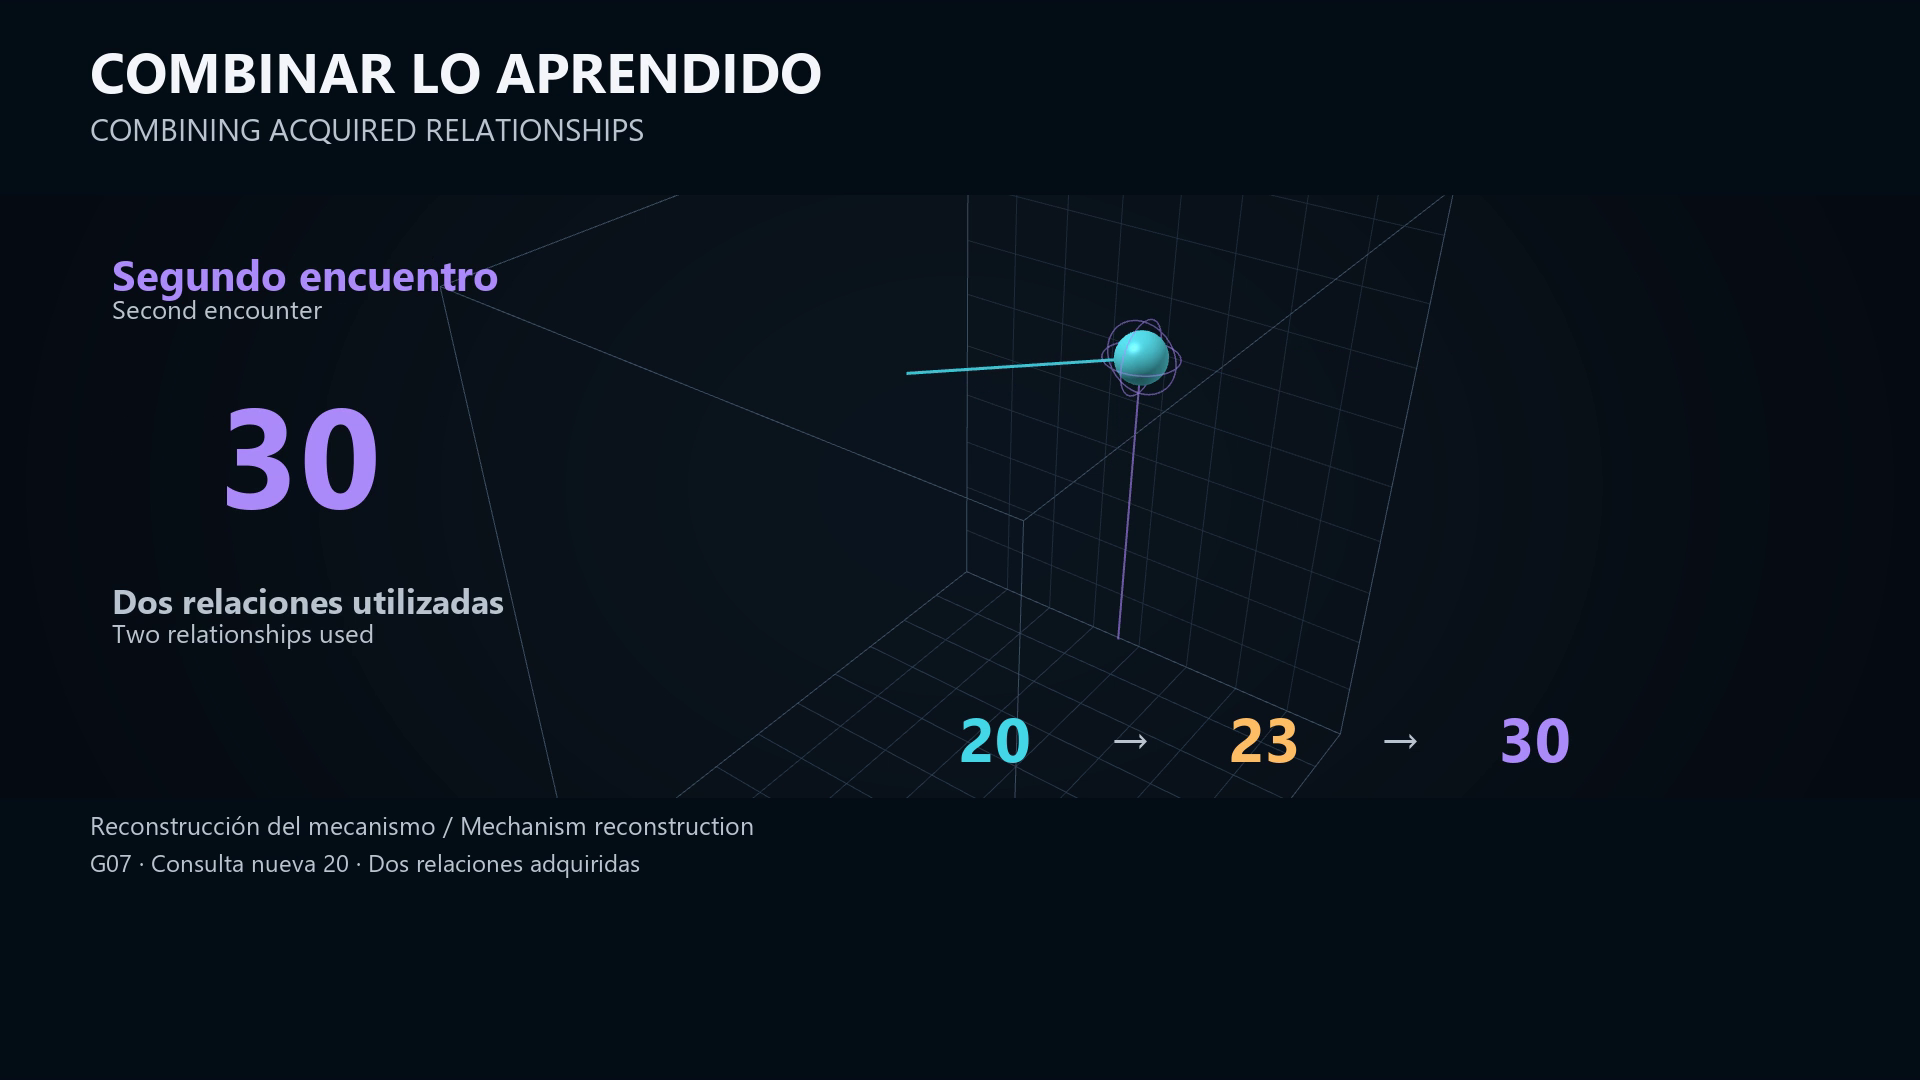 COMBINAR LO APRENDIDO
COMBINING ACQUIRED RELATIONSHIPS
Segundo encuentro
Second encounter
30
Dos relaciones utilizadas
Two relationships used
20 → 23 → 30
Reconstrucción del mecanismo / Mechanism reconstruction
G07 · Consulta nueva 20 · Dos relaciones adquiridas